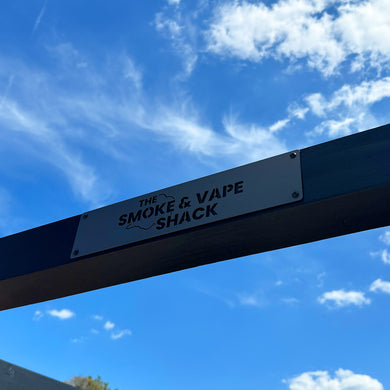 THE
SMOKE & VAPE
SHACK